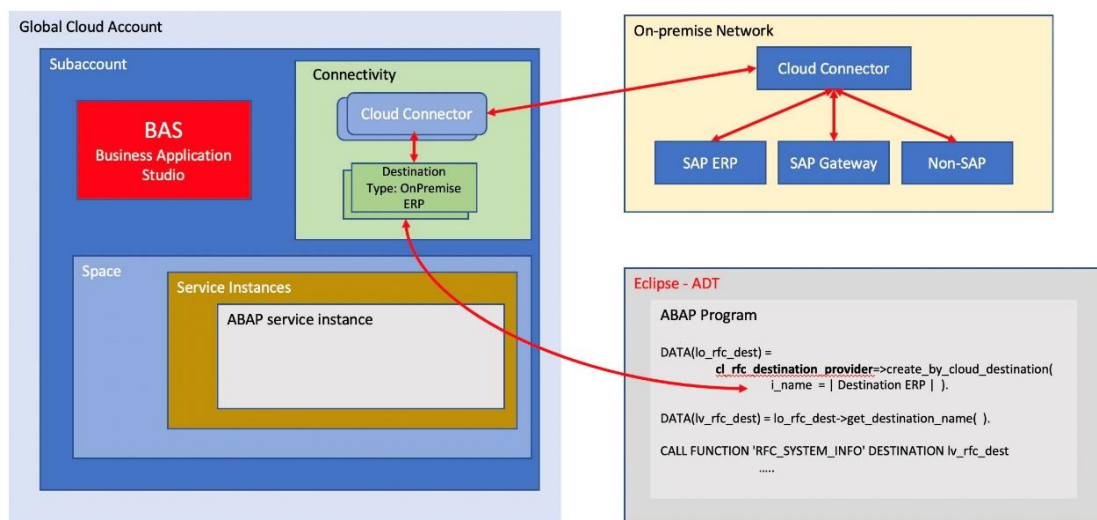 Global Cloud Account
Subaccount
BAS
Business Application
Studio
Connectivity
Cloud Connector
Destination
Type: OnPremise
ERP
Space
Service Instances
ABAP service instance
On-premise Network
Cloud Connector
SAP ERP
SAP Gateway
Non-SAP
Eclipse - ADT
ABAP Program
DATA(lo_rfc_dest) =
cl_rfc_destination_provider=>create_by_cloud_destination(
i_name = | Destination ERP | ).
DATA(lv_rfc_dest) = lo_rfc_dest->get_destination_name( ).
CALL FUNCTION 'RFC_SYSTEM_INFO' DESTINATION lv_rfc_dest
.....